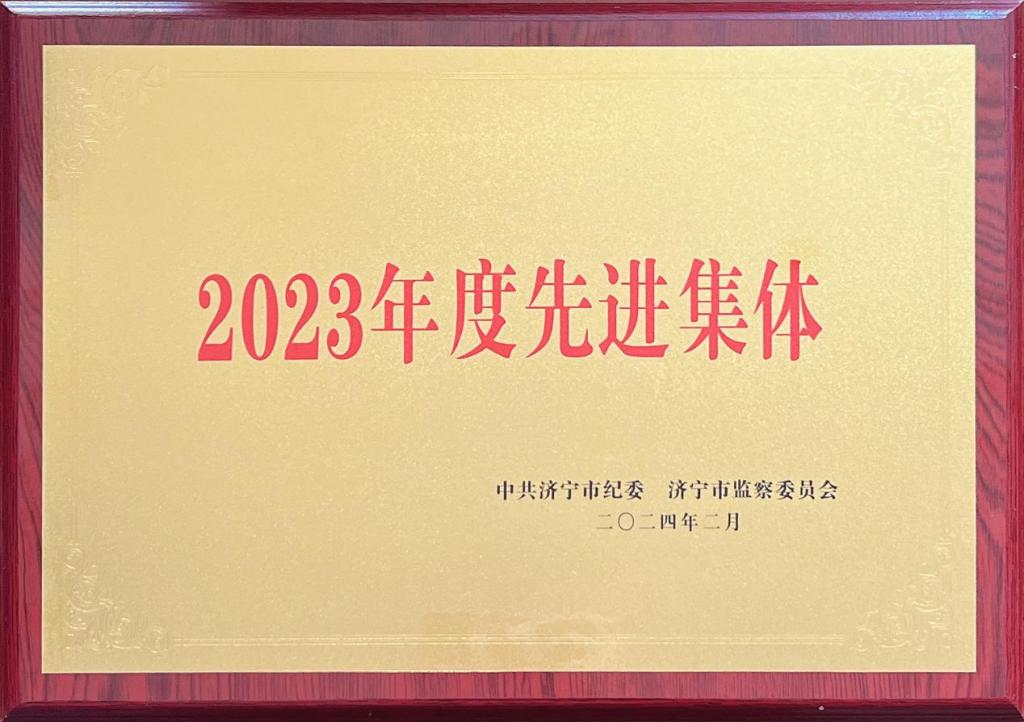 2023年度先进集体
中共济宁市纪委 济宁市监察委员会
二〇二四年二月